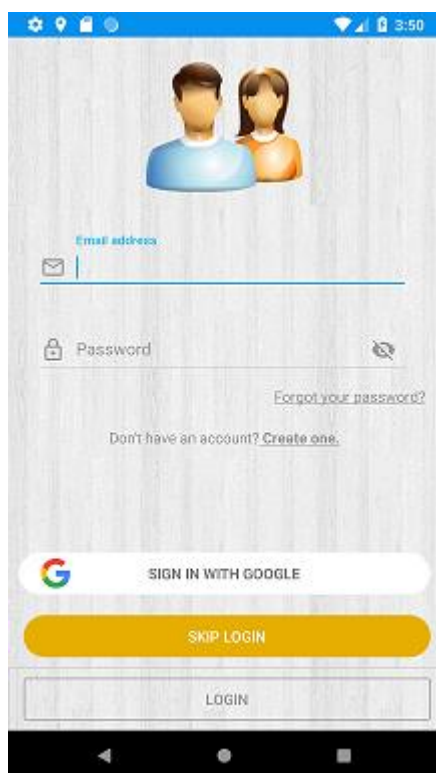 3:50
Email address
Password
Forgot your password?
Don't have an account? Create one.
SIGN IN WITH GOOGLE
SKIP LOGIN
LOGIN